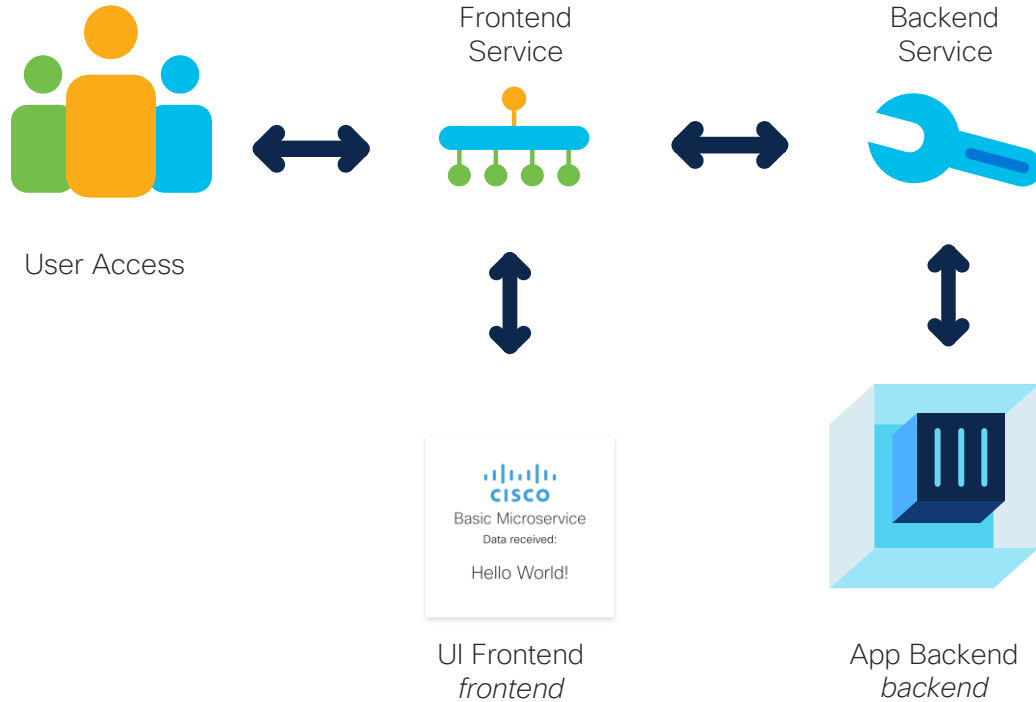 Frontend
Service
Backend
Service
User Access
CISCO
Basic Microservice
Data received:
Hello World!
UI Frontend
frontend
App Backend
backend